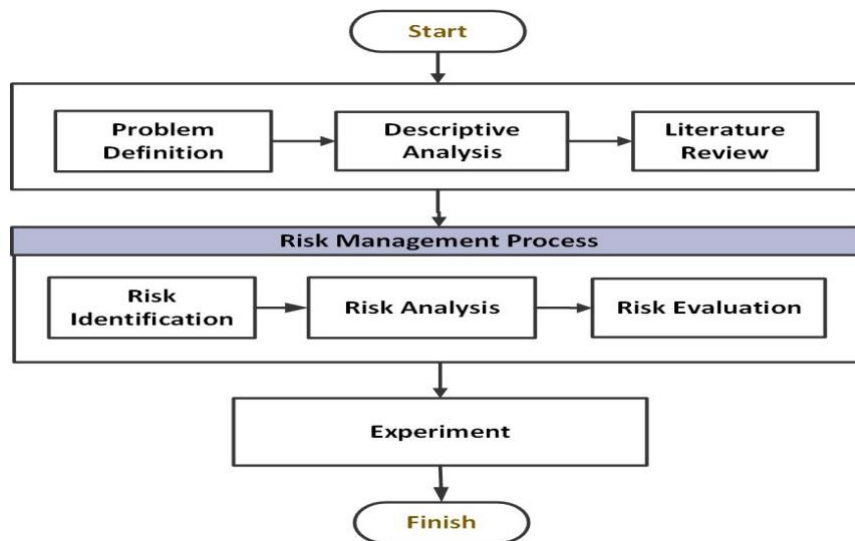 Start
Problem
Definition
Descriptive
Analysis
Literature
Review
Risk Management Process
Risk
Identification
Risk Analysis
Risk Evaluation
Experiment
Finish